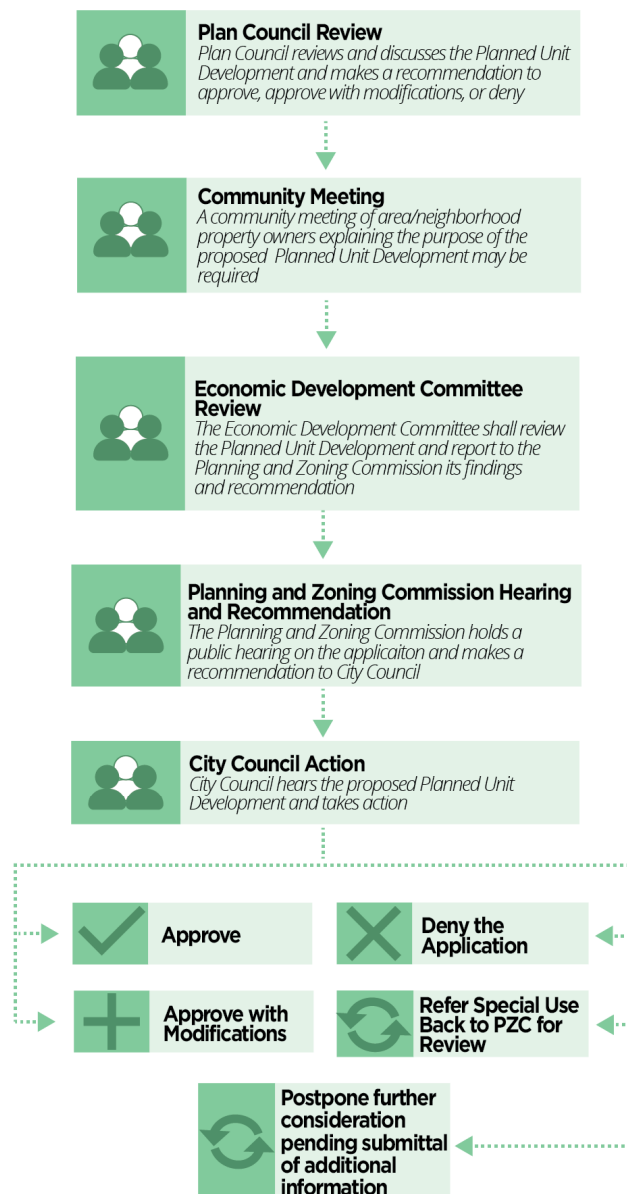 Plan Council Review
Plan Council reviews and discusses the Planned Unit
Development and makes a recommendation to
approve, approve with modifications, or deny
Community Meeting
A community meeting of area/neighborhood
property owners explaining the purpose of the
proposed Planned Unit Development may be
required
Economic Development Committee
Review
The Economic Development Committee shall review
the Planned Unit Development and report to the
Planning and Zoning Commission its findings
and recommendation
Planning and Zoning Commission Hearing
and Recommendation
The Planning and Zoning Commission holds a
public hearing on the applicaiton and makes a
recommendation to City Council
City Council Action
City Council hears the proposed Planned Unit
Development and takes action
Approve
Deny the
Application
Approve with
Modifications
Refer Special Use
Back to PZC for
Review
Postpone further
consideration
pending submittal
of additional
information